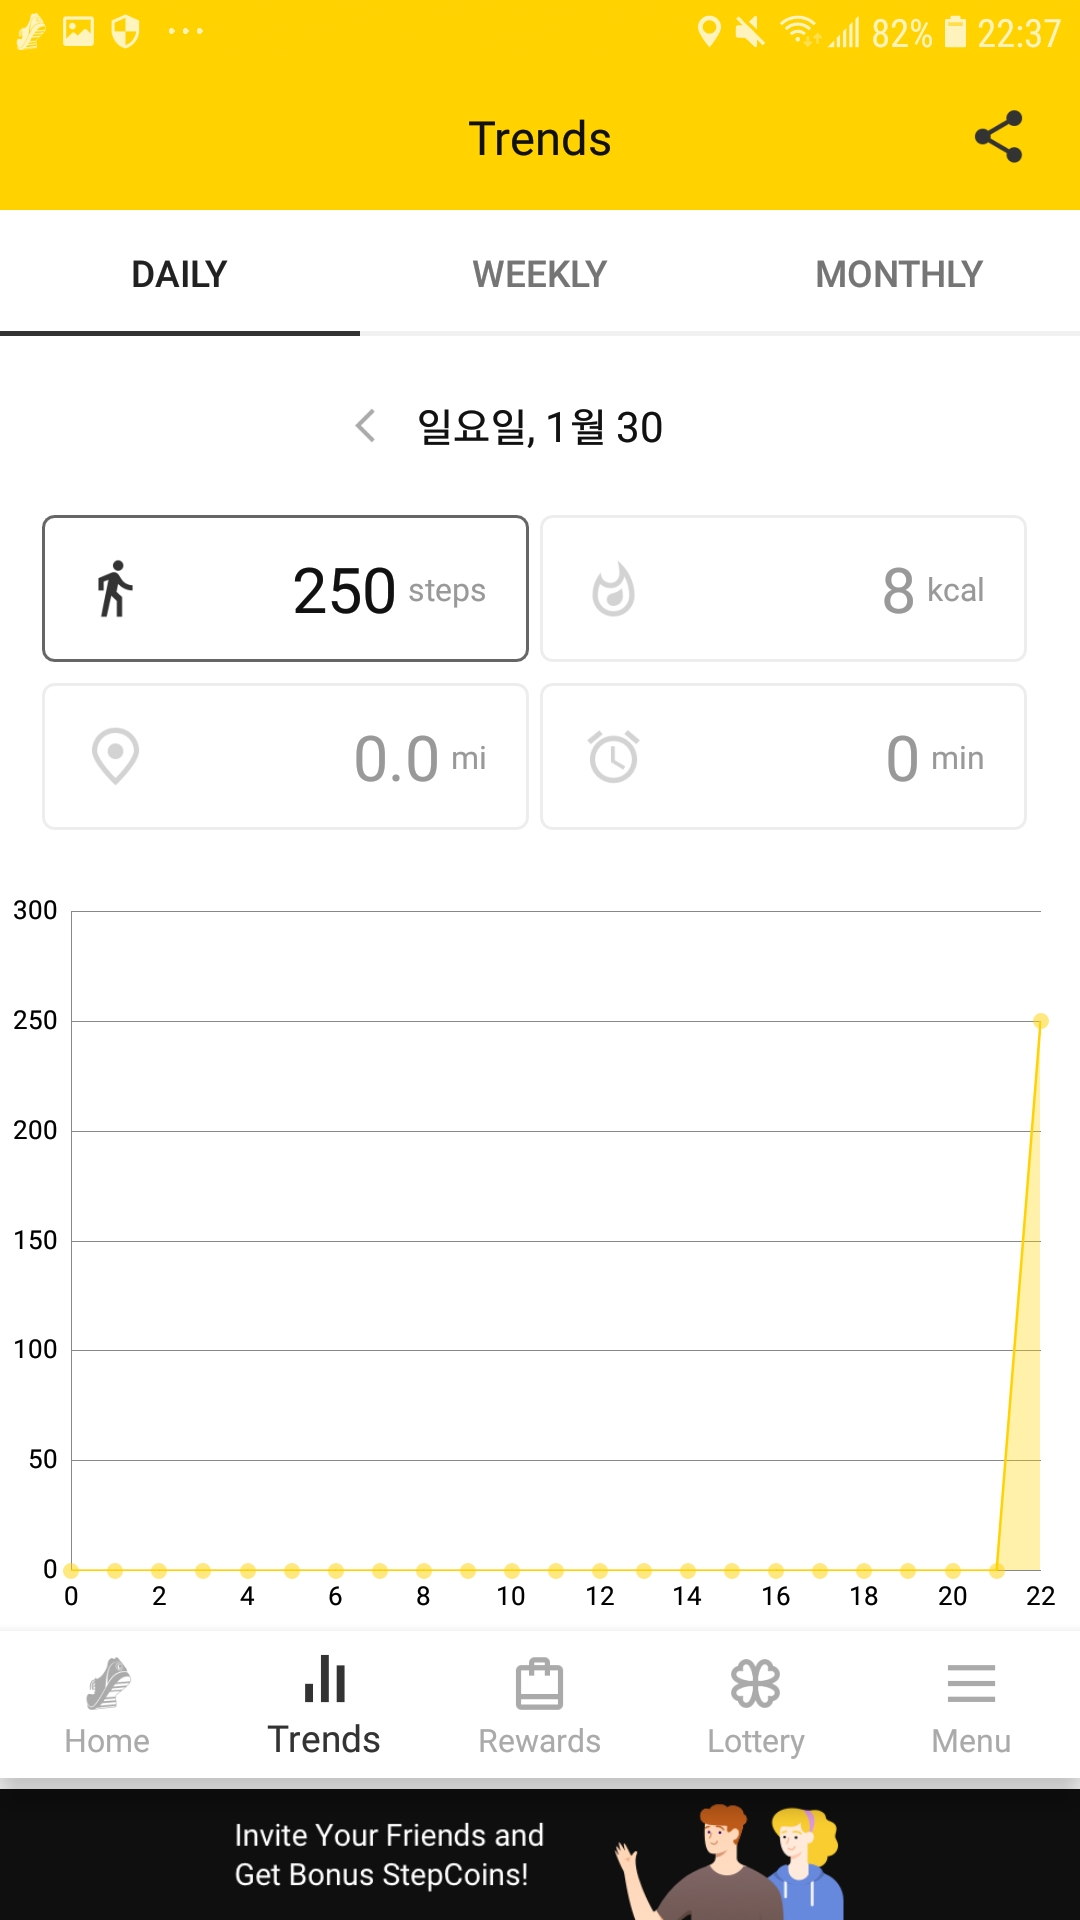 82% 22:37
Trends
DAILY WEEKLY MONTHLY
일요일, 1월 30
250 steps 8 kcal
0.0 mi 0 min
300
250
200
150
100
50
0
0 2 4 6 8 10 12 14 16 18 20 22
Home Trends Rewards Lottery Menu
Invite Your Friends and
Get Bonus StepCoins!